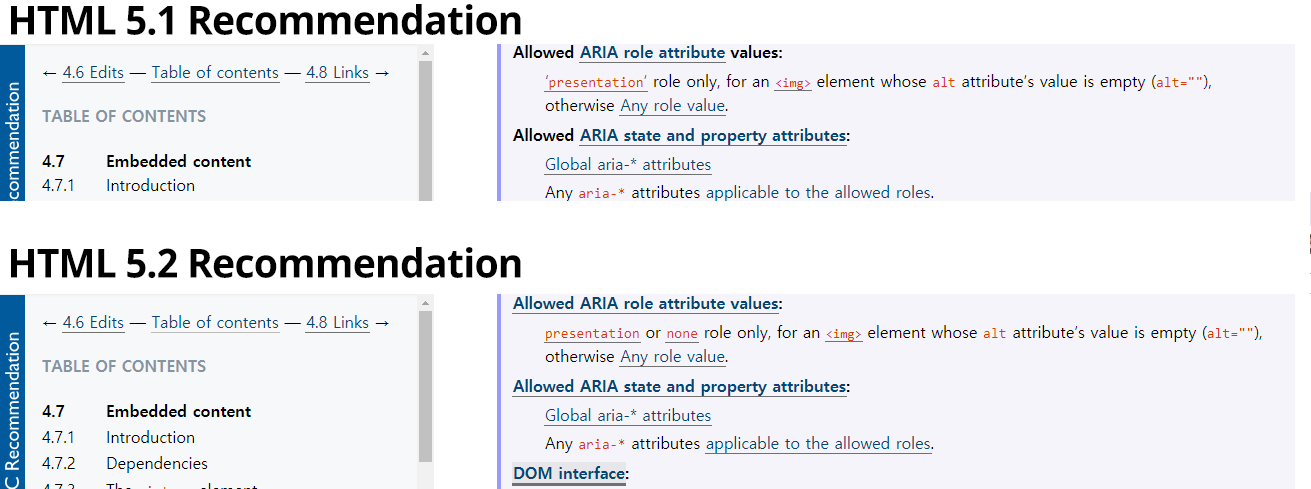 HTML 5.1 Recommendation
commendation
← 4.6 Edits — Table of contents — 4.8 Links →
TABLE OF CONTENTS
4.7 Embedded content
4.7.1 Introduction
Allowed ARIA role attribute values:
'presentation' role only, for an <img> element whose alt attribute's value is empty (alt=""),
otherwise Any role value.
Allowed ARIA state and property attributes:
Global aria-* attributes
Any aria-* attributes applicable to the allowed roles.
HTML 5.2 Recommendation
C Recommendation
← 4.6 Edits — Table of contents — 4.8 Links →
TABLE OF CONTENTS
4.7 Embedded content
4.7.1 Introduction
4.7.2 Dependencies
Allowed ARIA role attribute values:
presentation or none role only, for an <img> element whose alt attribute's value is empty (alt=""),
otherwise Any role value.
Allowed ARIA state and property attributes:
Global aria-* attributes
Any aria-* attributes applicable to the allowed roles.
DOM interface: